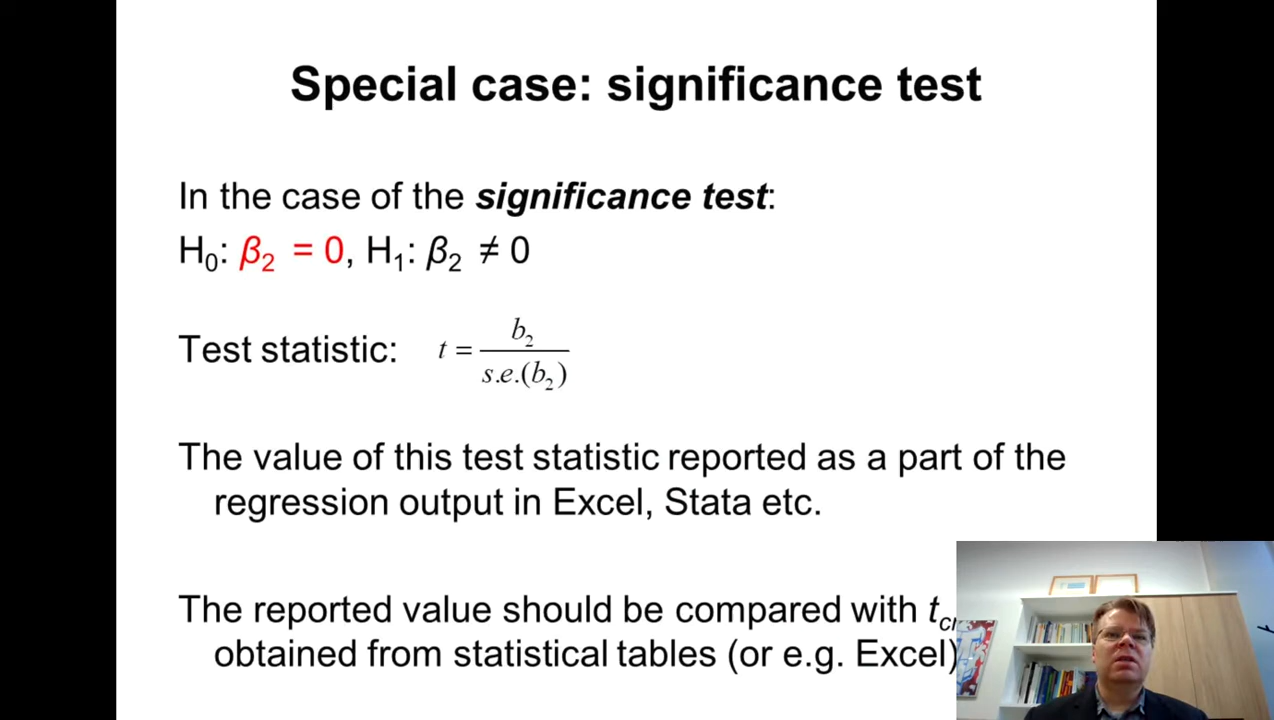 Special case: significance test
In the case of the significance test:
H₀: β₂ = 0, H₁: β₂ ≠ 0
Test statistic: t = b₂ / s.e.(b₂)
The value of this test statistic reported as a part of the
regression output in Excel, Stata etc.
The reported value should be compared with t
obtained from statistical tables (or e.g. Excel)